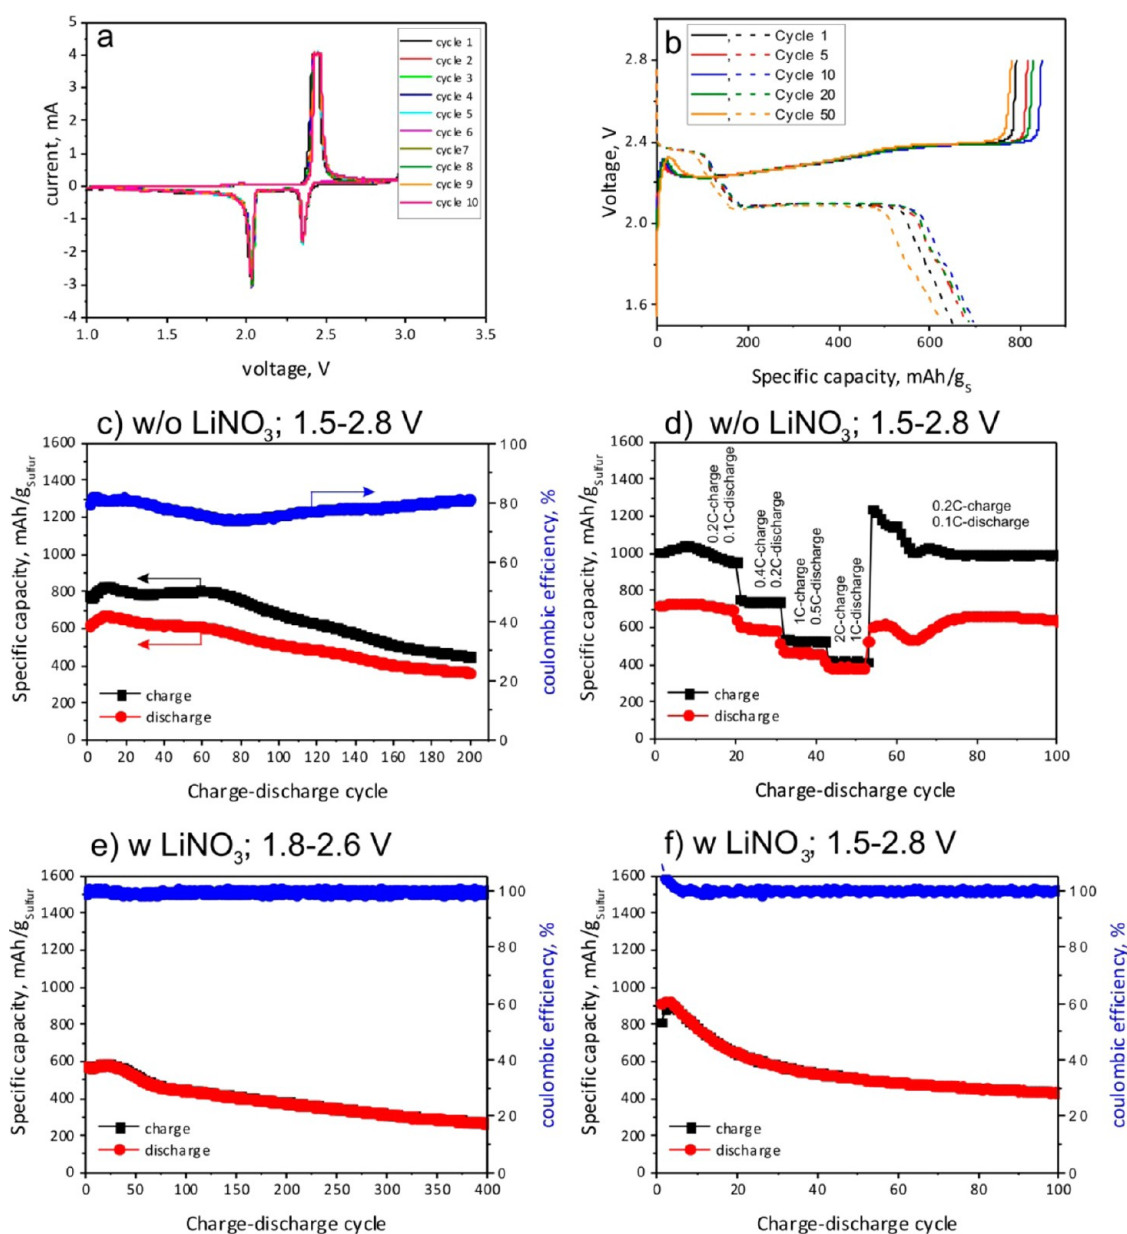 a
current, mA
5
4
3
2
1
0
-1
-2
-3
-4
1.0
1.5
2.0
2.5
3.0
3.5
voltage, V
cycle 1
cycle 2
cycle 3
cycle 4
cycle 5
cycle 6
cycle7
cycle 8
cycle 9
cycle 10
b
Voltage, V
2.8
2.4
2.0
1.6
0
200
400
600
800
Specific capacity, mAh/gs
Cycle 1
Cycle 5
Cycle 10
Cycle 20
Cycle 50
c) w/o LiNO3; 1.5-2.8 V
Specific capacity, mAh/gSulfur
1600
1400
1200
1000
800
600
400
200
0
100
80
60
40
20
0
coulombic efficiency, %
charge
discharge
0
20
40
60
80
100
120
140
160
180
200
Charge-discharge cycle
d) w/o LiNO3; 1.5-2.8 V
Specific capacity, mAh/gSulfur
1600
1400
1200
1000
800
600
400
200
0
0.2C-charge
0.1C-discharge
0.4C-charge
0.2C-discharge
1C-charge
0.5C-discharge
2C-charge
1C-discharge
0.2C-charge
0.1C-discharge
charge
discharge
0
20
40
60
80
100
Charge-discharge cycle
e) w LiNO3; 1.8-2.6 V
Specific capacity, mAh/gSulfur
1600
1400
1200
1000
800
600
400
200
0
100
80
60
40
20
0
coulombic efficiency, %
charge
discharge
0
50
100
150
200
250
300
350
400
Charge-discharge cycle
f) w LiNO3; 1.5-2.8 V
Specific capacity, mAh/gSulfur
1600
1400
1200
1000
800
600
400
200
0
100
80
60
40
20
0
coulombic efficiency, %
charge
discharge
0
20
40
60
80
100
Charge-discharge cycle